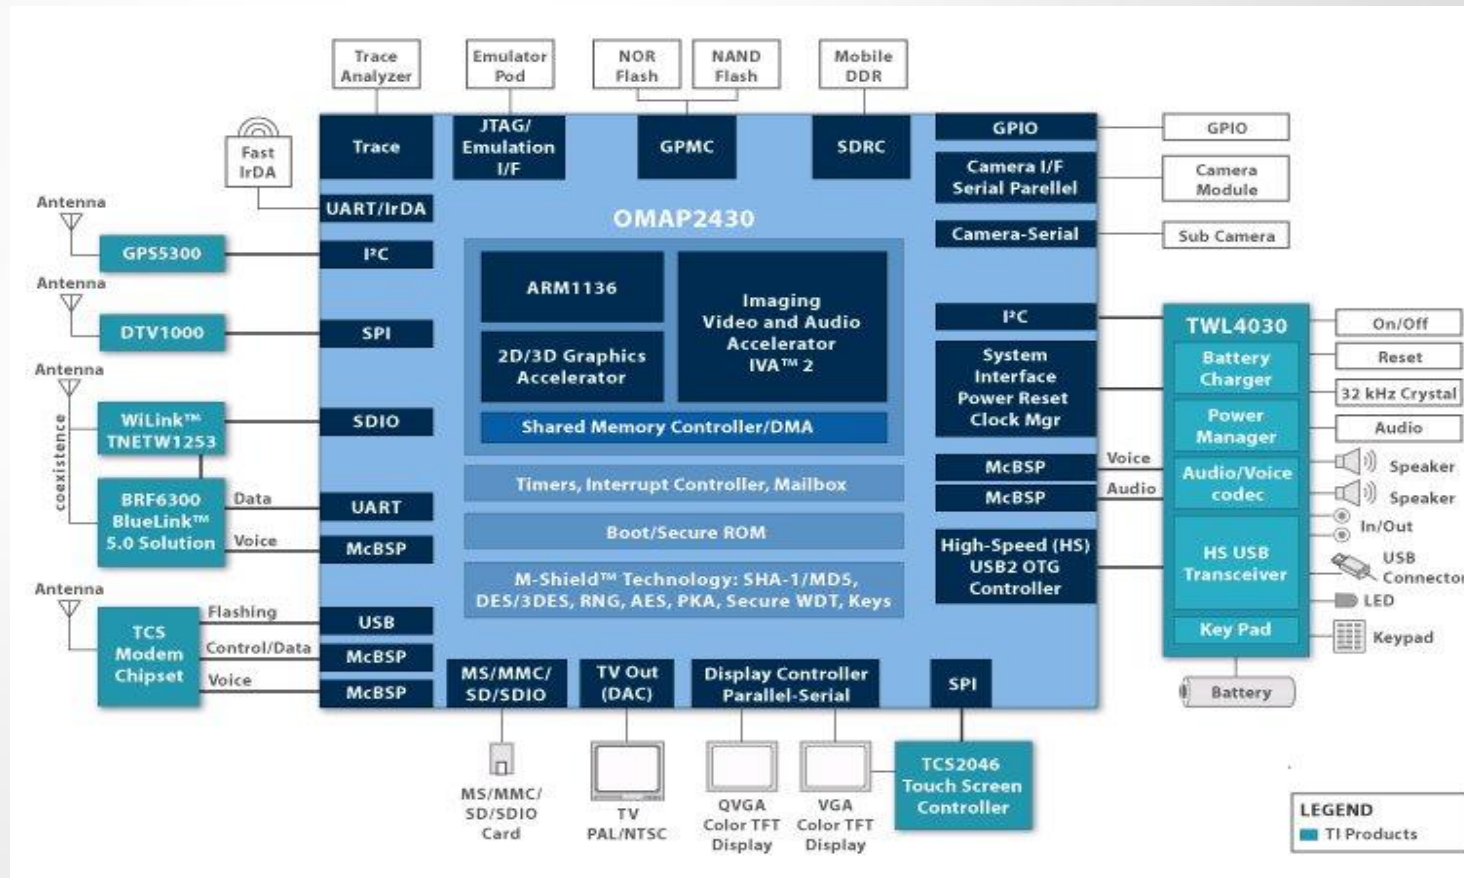 Trace
Analyzer
Emulator
Pod
NOR
Flash
NAND
Flash
Mobile
DDR
Fast
IrDA
Trace
JTAG/
Emulation
I/F
GPMC
SDRC
GPIO
GPIO
Camera I/F
Serial Parellel
Camera
Module
UART/IrDA
OMAP2430
Camera-Serial
Sub Camera
Antenna
GPS5300
I²C
Antenna
DTV1000
SPI
ARM1136
2D/3D Graphics
Accelerator
Imaging
Video and Audio
Accelerator
IVA™ 2
Shared Memory Controller/DMA
I²C
System
Interface
Power Reset
Clock Mgr
TWL4030
Battery
Charger
Power
Manager
Audio/Voice
codec
HS USB
Transceiver
Key Pad
On/Off
Reset
32 kHz Crystal
Audio
Speaker
Speaker
In/Out
USB
Connector
LED
Keypad
Battery
Antenna
coexistence
WiLink™
TNETW1253
SDIO
BRF6300
BlueLink™
5.0 Solution
Data
Voice
UART
McBSP
Timers, Interrupt Controller, Mailbox
Boot/Secure ROM
M-Shield™ Technology: SHA-1/MD5,
DES/3DES, RNG, AES, PKA, Secure WDT, Keys
McBSP
Voice
McBSP
Audio
High-Speed (HS)
USB2 OTG
Controller
Antenna
TCS
Modem
Chipset
Flashing
Control/Data
Voice
USB
McBSP
McBSP
MS/MMC/
SD/SDIO
TV Out
(DAC)
Display Controller
Parallel-Serial
SPI
MS/MMC/
SD/SDIO
Card
TV
PAL/NTSC
QVGA
Color TFT
Display
VGA
Color TFT
Display
TCS2046
Touch Screen
Controller
LEGEND
TI Products